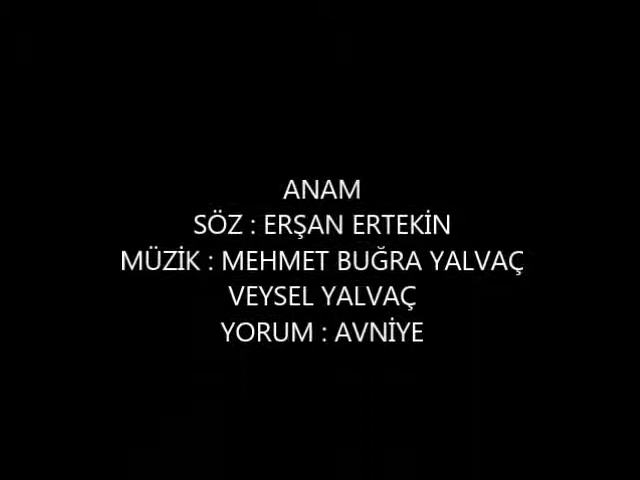 ANAM
SÖZ : ERŞAN ERTEKİN
MÜZİK : MEHMET BUĞRA YALVAÇ
VEYSEL YALVAÇ
YORUM : AVNİYE